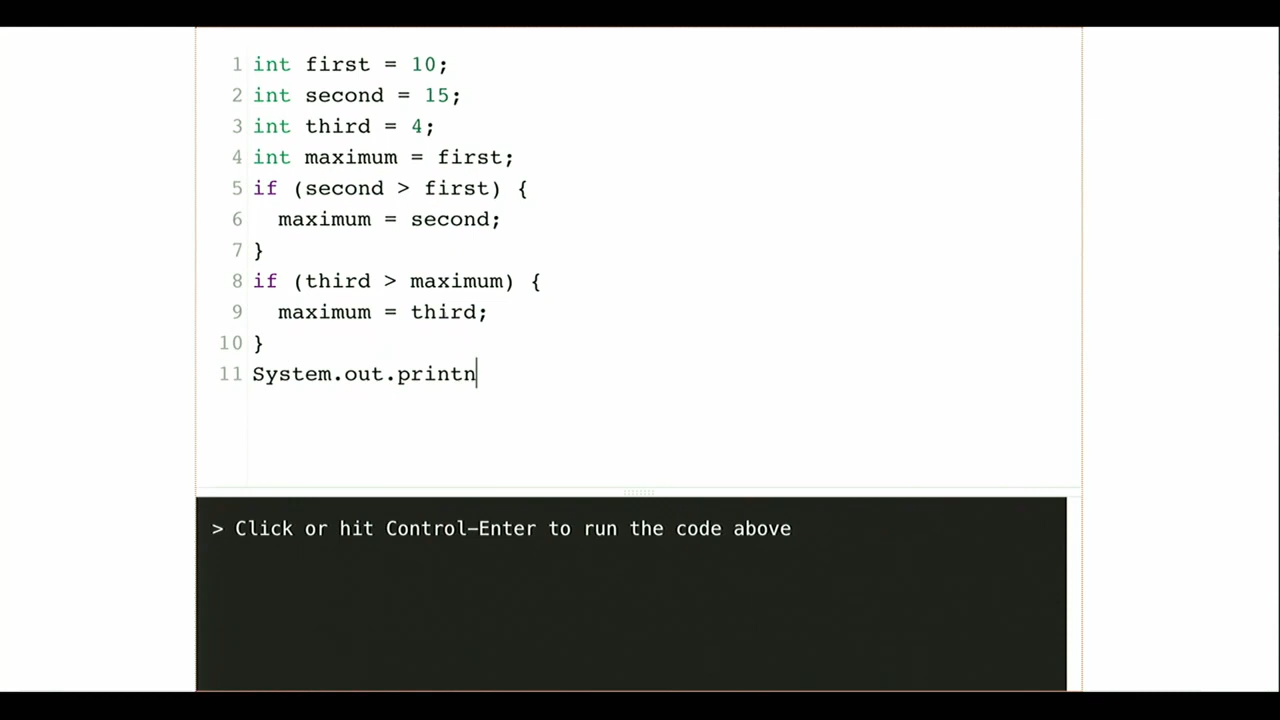 1 int first = 10;
2 int second = 15;
3 int third = 4;
4 int maximum = first;
5 if (second > first) {
6   maximum = second;
7 }
8 if (third > maximum) {
9   maximum = third;
10 }
11 System.out.printn
> Click or hit Control-Enter to run the code above